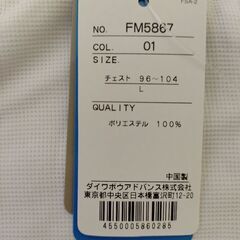 FSA-2
NO. FM5867
COL. 01
SIZE.
チェスト 96~104
L
QUALITY
ポリエステル 100%
中国製
ダイワボウアドバンス株式会社
東京都中央区日本橋富沢町12-20
4550005860285